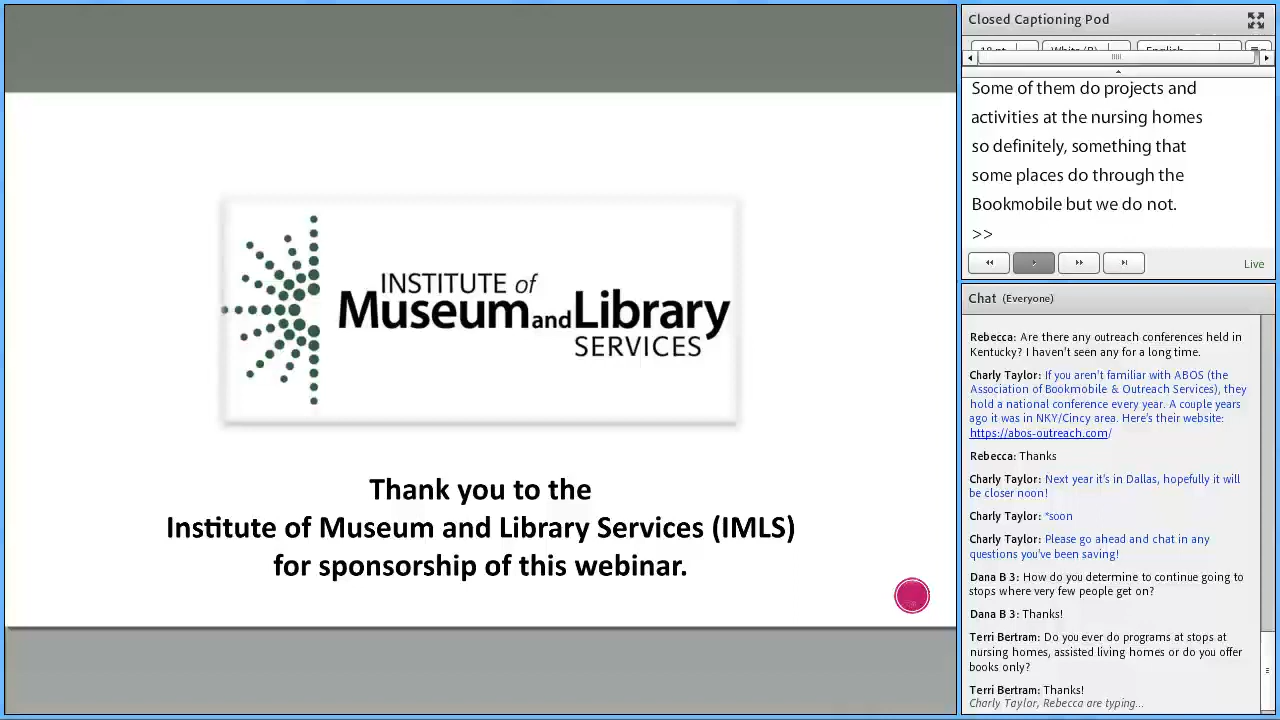 INSTITUTE of
Museum and Library
SERVICES
Thank you to the
Institute of Museum and Library Services (IMLS)
for sponsorship of this webinar.
Closed Captioning Pod
English
Some of them do projects and
activities at the nursing homes
so definitely, something that
some places do through the
Bookmobile but we do not.
>>
Live
Chat (Everyone)
Rebecca: Are there any outreach conferences held in
Kentucky? I haven't seen any for a long time.
Charly Taylor: If you aren't familiar with ABOS (the
Association of Bookmobile & Outreach Services), they
hold a national conference every year. A couple years
ago it was in NKY/Cincy area. Here's their website:
https://abos-outreach.com/
Rebecca: Thanks
Charly Taylor: Next year it's in Dallas, hopefully it will
be closer noon!
Charly Taylor: *soon
Charly Taylor: Please go ahead and chat in any
questions you've been saving!
Dana B 3: How do you determine to continue going to
stops where very few people get on?
Dana B 3: Thanks!
Terri Bertram: Do you ever do programs at stops at
nursing homes, assisted living homes or do you offer
books only?
Terri Bertram: Thanks!
Charly Taylor, Rebecca are typing...